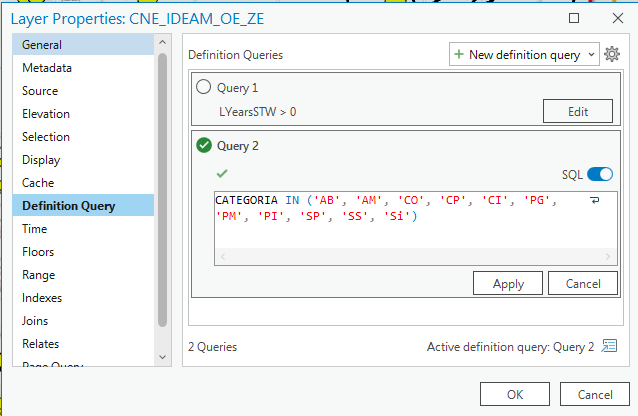 Layer Properties: CNE_IDEAM_OE_ZE
General
Metadata
Source
Elevation
Selection
Display
Cache
Definition Query
Time
Floors
Range
Indexes
Joins
Relates
Page Query
Definition Queries
+ New definition query
Query 1
LYearsSTW > 0
Edit
Query 2
SQL
CATEGORIA IN ('AB', 'AM', 'CO', 'CP', 'CI', 'PG',
'PM', 'PI', 'SP', 'SS', 'Si')
Apply
Cancel
2 Queries
Active definition query: Query 2
OK
Cancel